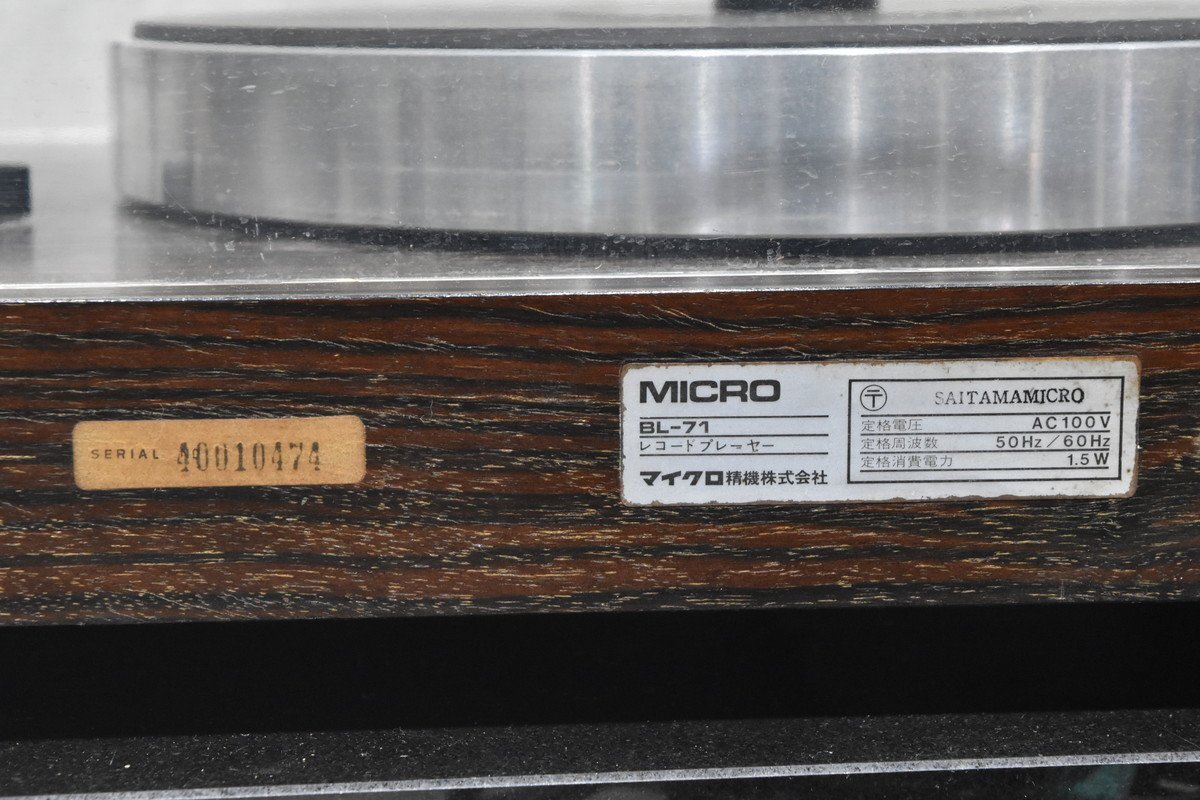 SERIAL 40010474
MICRO
BL-71
レコードプレーヤー
マイクロ精機株式会社
〒 SAITAMAMICRO
定格電圧 AC100V
定格周波数 50Hz/60Hz
定格消費電力 1.5W